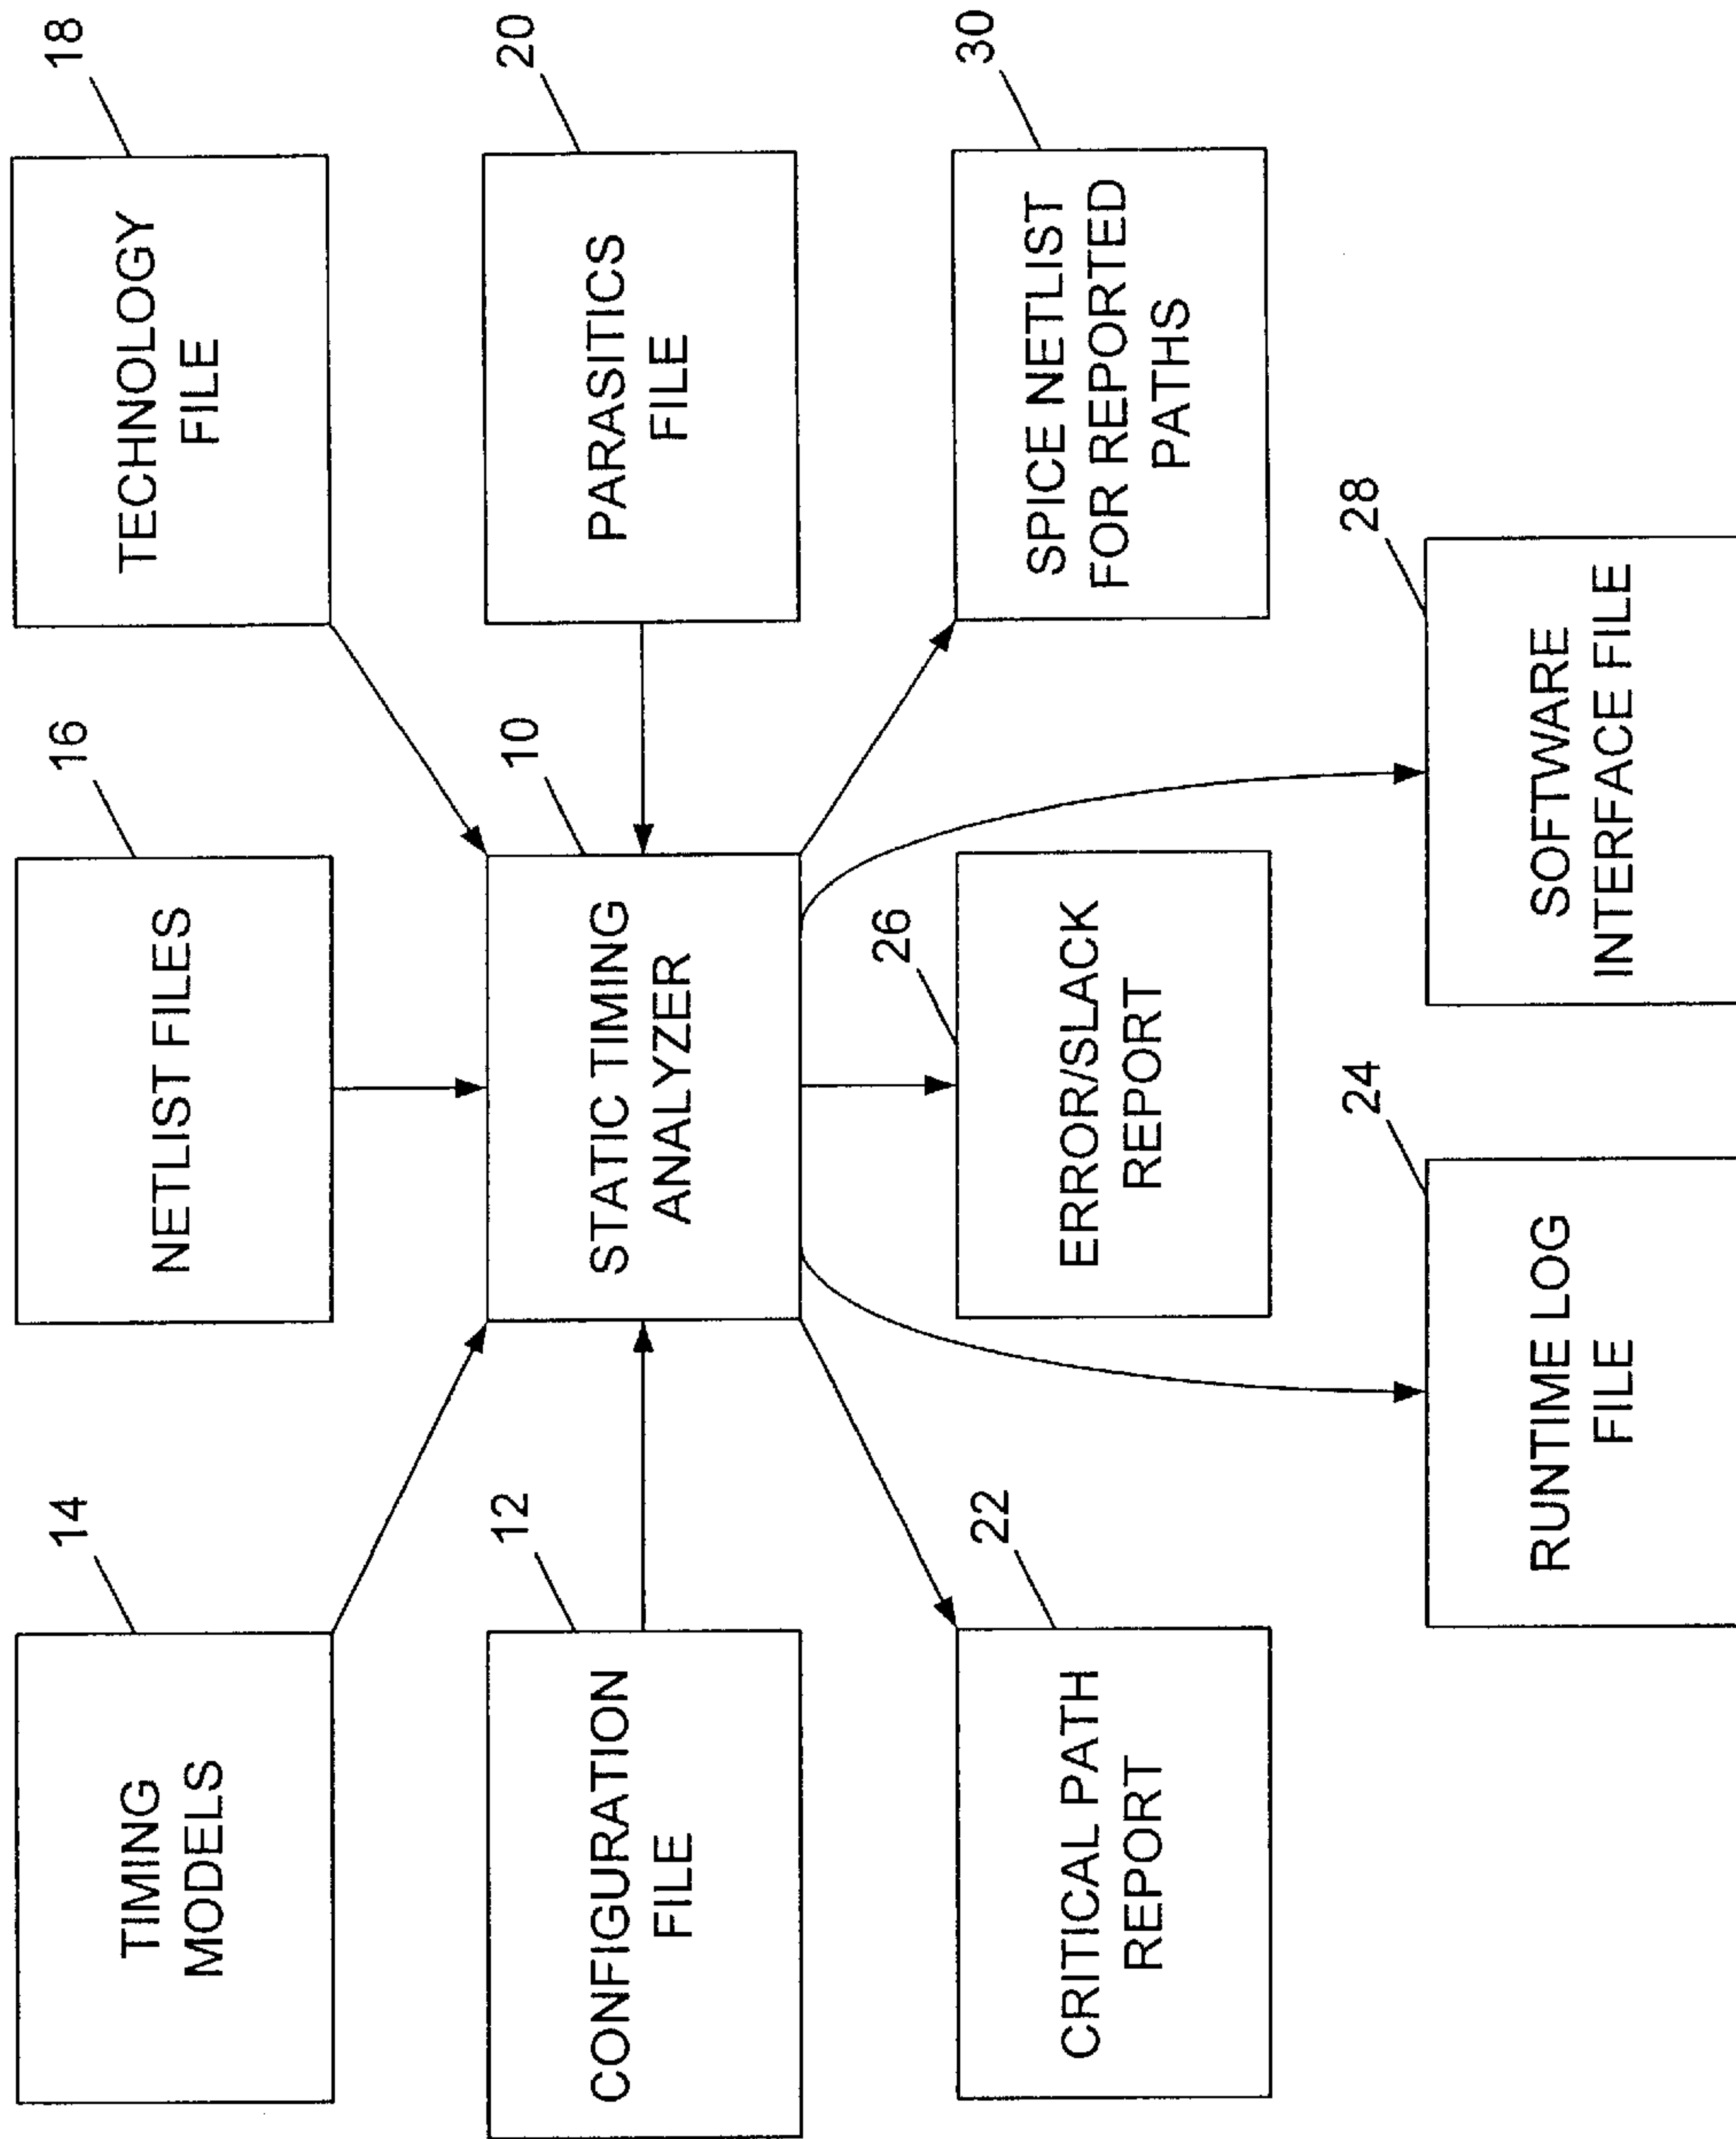 14
TIMING
MODELS
16
NETLIST FILES
18
TECHNOLOGY
FILE
12
CONFIGURATION
FILE
10
STATIC TIMING
ANALYZER
20
PARASITICS
FILE
22
CRITICAL PATH
REPORT
26
ERROR/SLACK
REPORT
30
SPICE NETLIST
FOR REPORTED
PATHS
24
RUNTIME LOG
FILE
28
SOFTWARE
INTERFACE FILE